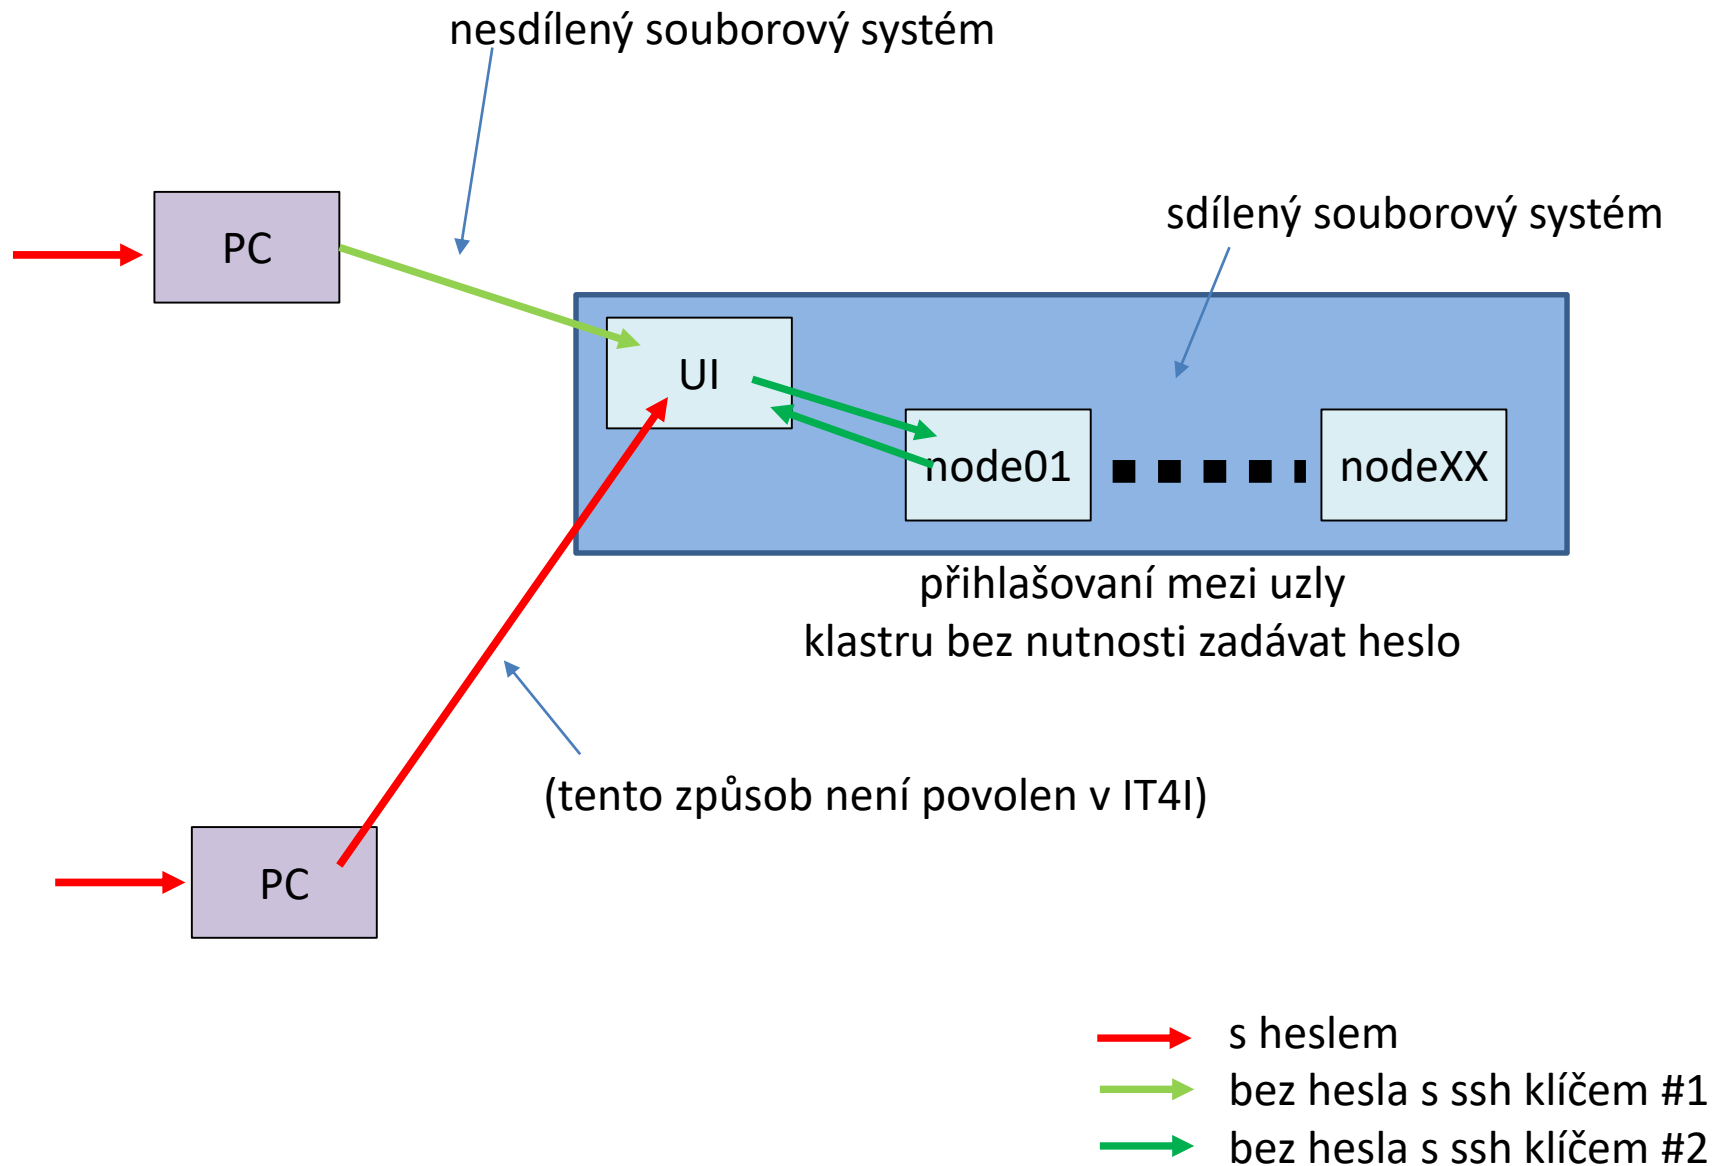 nesdílený souborový systém
sdílený souborový systém
PC
UI
node01
nodeXX
přihlašovaní mezi uzly
klastru bez nutnosti zadávat heslo
(tento způsob není povolen v IT4I)
PC
s heslem
bez hesla s ssh klíčem #1
bez hesla s ssh klíčem #2